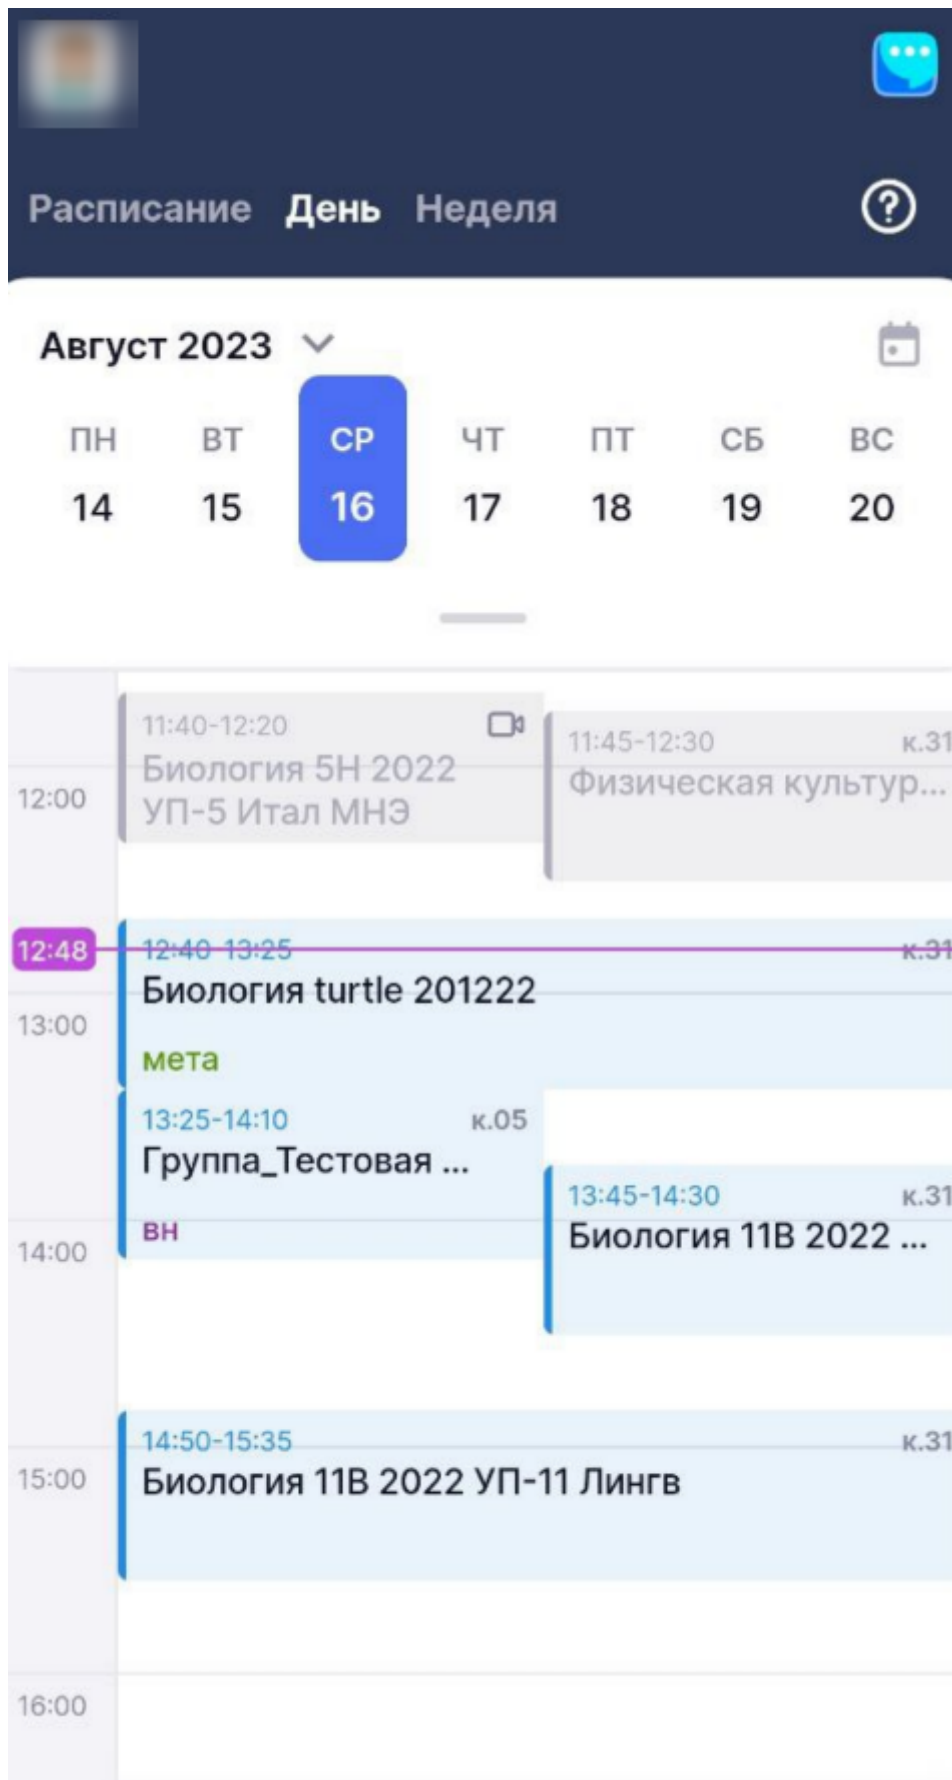 Расписание День Неделя
Август 2023
ПН ВТ СР ЧТ ПТ СБ ВС
14 15 16 17 18 19 20
11:40-12:20
Биология 5Н 2022
УП-5 Итал МНЭ
11:45-12:30 к.31
Физическая культур...
12:00
12:48
12:40-13:25 к.31
Биология turtle 201222
13:00
мета
13:25-14:10 к.05
Группа_Тестовая ...
вн
13:45-14:30 к.31
Биология 11В 2022 ...
14:00
14:50-15:35 к.31
Биология 11В 2022 УП-11 Лингв
15:00
16:00